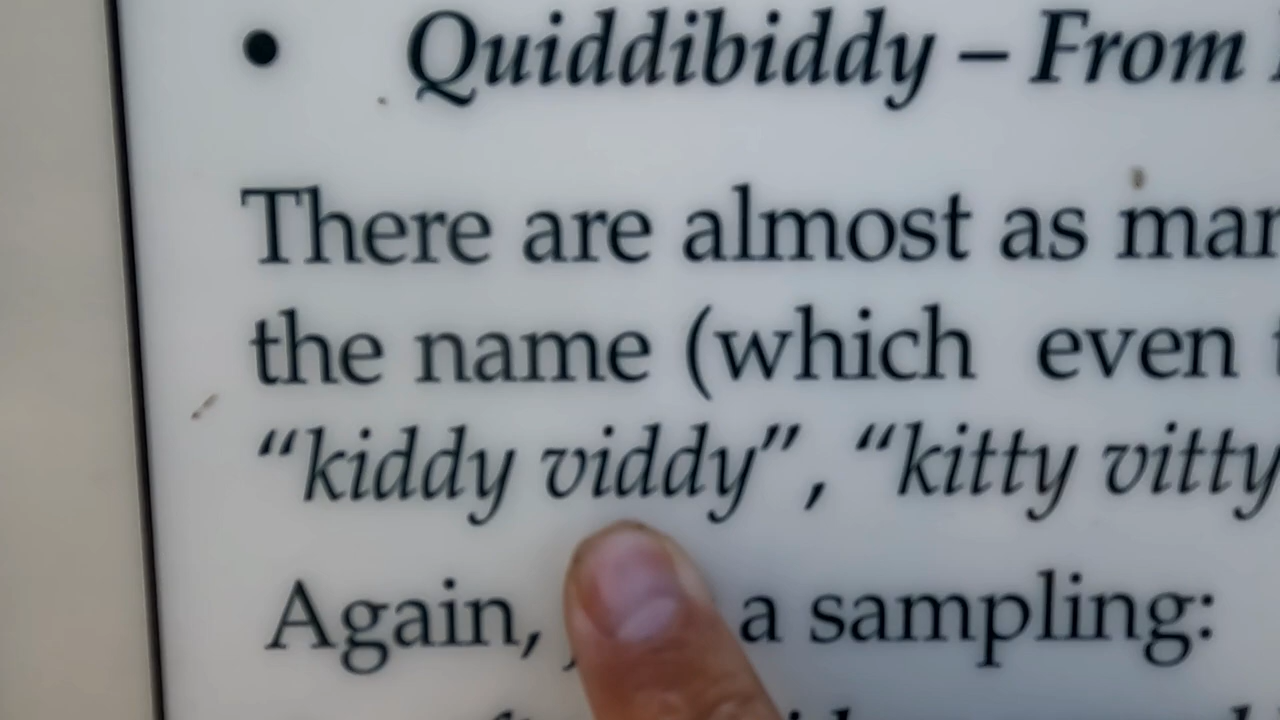 • Quiddibiddy – From
There are almost as
the name (which even
“kiddy viddy”, “kitty vitty
Again, a sampling: